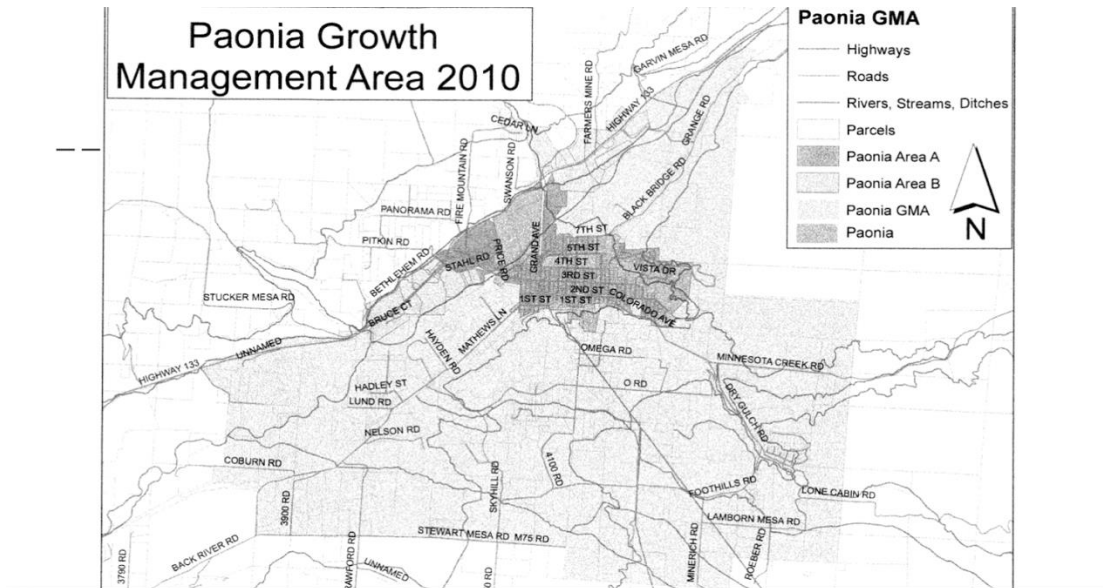 Paonia Growth
Management Area 2010
Paonia GMA
Highways
Roads
Rivers, Streams, Ditches
Parcels
Paonia Area A
Paonia Area B
Paonia GMA
Paonia
N
GARVIN MESA RD
FARMERS MINE RD
HIGHWAY 133
GRANGE RD
CEDAR LN
SWANSON RD
FIRE MOUNTAIN RD
BLACK BRIDGE RD
PANORAMA RD
7TH ST
PITKIN RD
GRAND AVE
5TH ST
4TH ST
PRICE RD
STAHL RD
BETHLEHEM RD
3RD ST
VISTA DR
2ND ST
STUCKER MESA RD
1ST ST
1ST ST
COLORADO AVE
BRUCE CT
MATHEWS LN
HAYDEN RD
UNNAMED
OMEGA RD
HIGHWAY 133
MINNESOTA CREEK RD
HADLEY ST
O RD
LUND RD
DRY GULCH RD
NELSON RD
COBURN RD
4100 RD
SKYHILL RD
FOOTHILLS RD
LONE CABIN RD
3900 RD
LAMBORN MESA RD
STEWART MESA RD M75 RD
BACK RIVER RD
MINERICH RD
ROEBER RD
UNNAMED
3790 RD
RAWFORD RD
0 RD